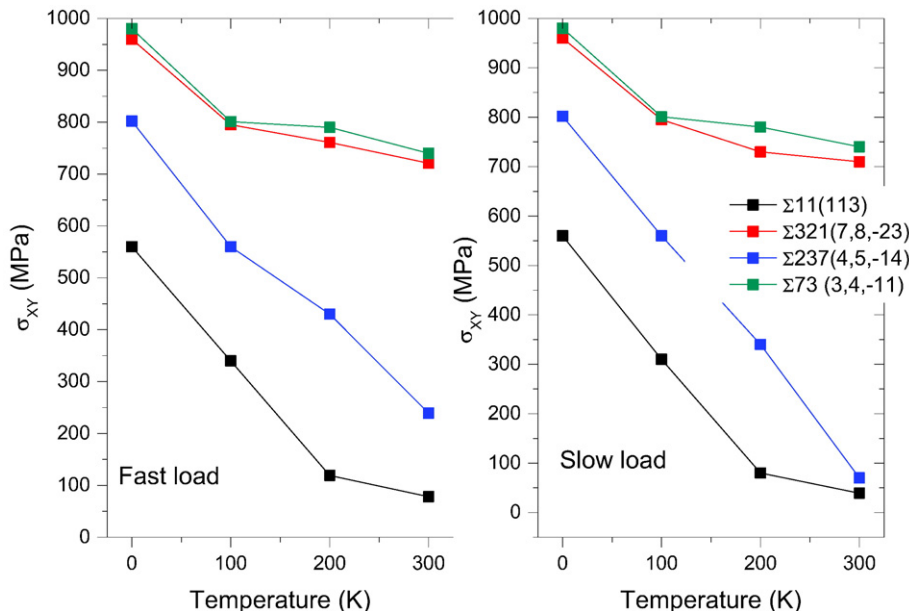 1000
900
800
700
600
500
400
300
200
100
0
σXY (MPa)
Fast load
0 100 200 300
Temperature (K)
1000
900
800
700
600
500
400
300
200
100
0
σXY (MPa)
Σ11(113)
Σ321(7,8,-23)
Σ237(4,5,-14)
Σ73 (3,4,-11)
Slow load
0 100 200 300
Temperature (K)